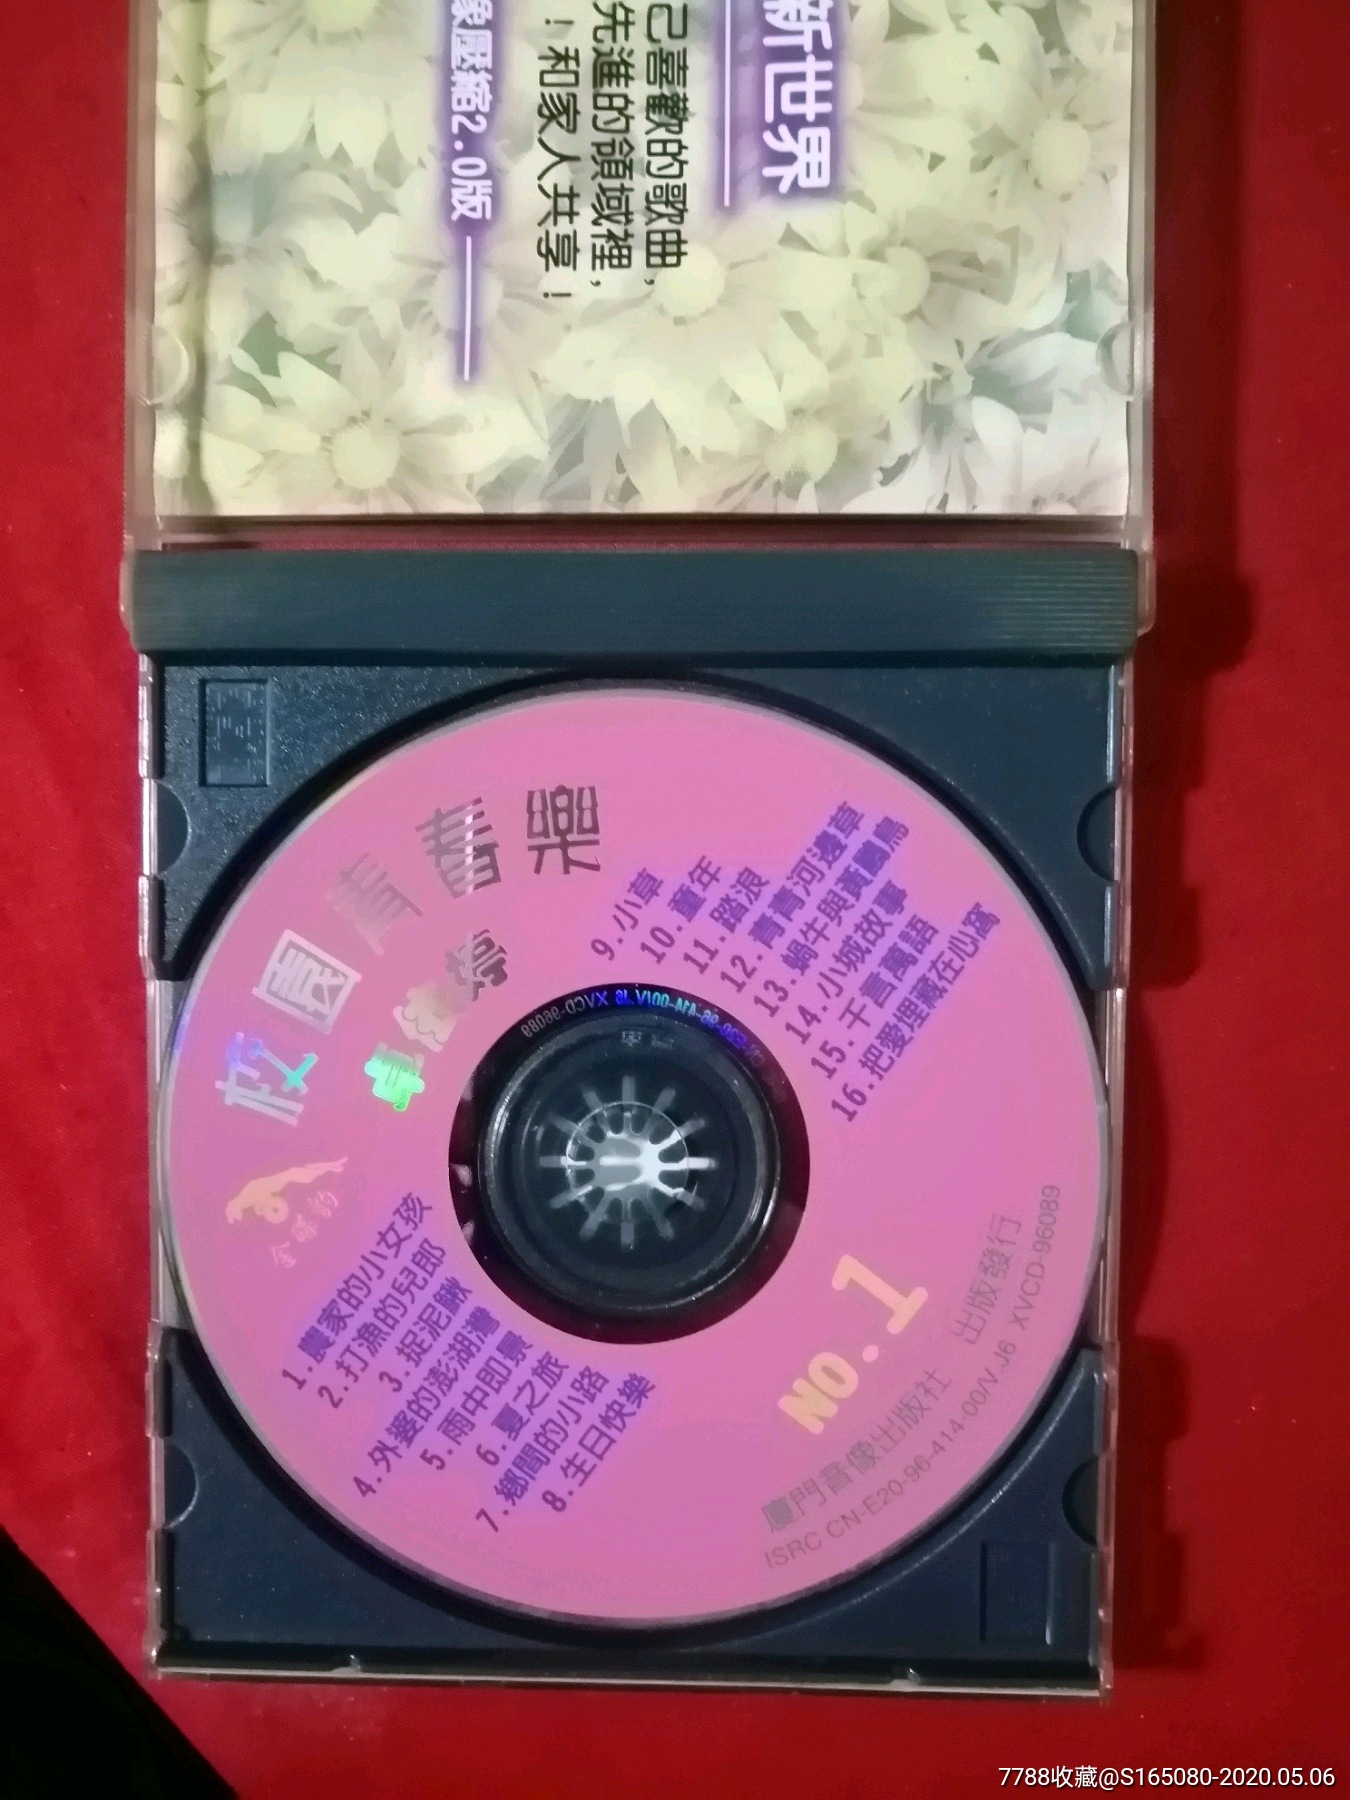 新世界
己喜歡的歌曲，
先進的領域裡，
！和家人共享！
像壓縮2.0版
校園青春樂
卓依婷
1.農家的小女孩
2.打漁的兒郎
3.捉泥鰍
4.外婆的澎湖灣
5.雨中即景
6.夏之旅
7.鄉間的小路
8.生日快樂
9.小草
10.童年
11.踏浪
12.青青河邊草
13.蝸牛與黃鸝鳥
14.小城故事
15.千言萬語
16.把愛埋藏在心窩
NO.1
廈門音像出版社 出版發行
ISRC CN-E20-96-414-00/V.J6 XVCD-96089
7788收藏@S165080-2020.05.06